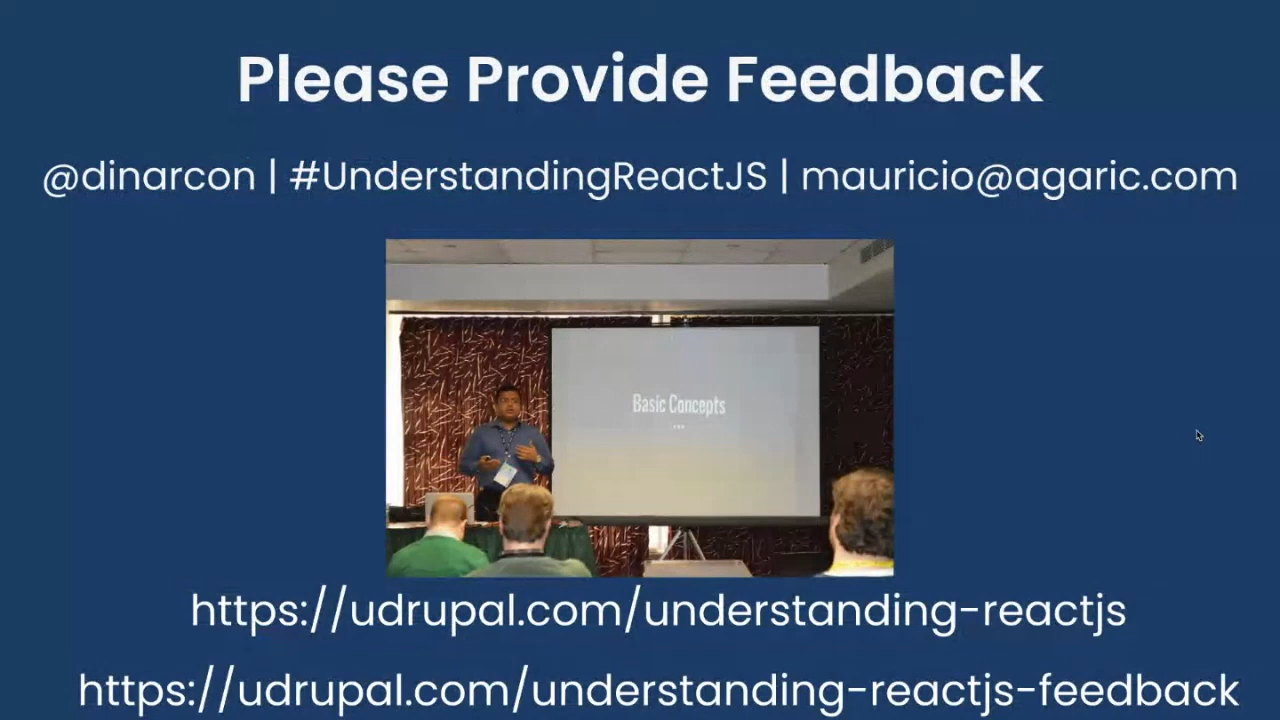 Please Provide Feedback
@dinarcon | #UnderstandingReactJS | mauricio@agaric.com
Basic Concepts
https://udrupal.com/understanding-reactjs
https://udrupal.com/understanding-reactjs-feedback